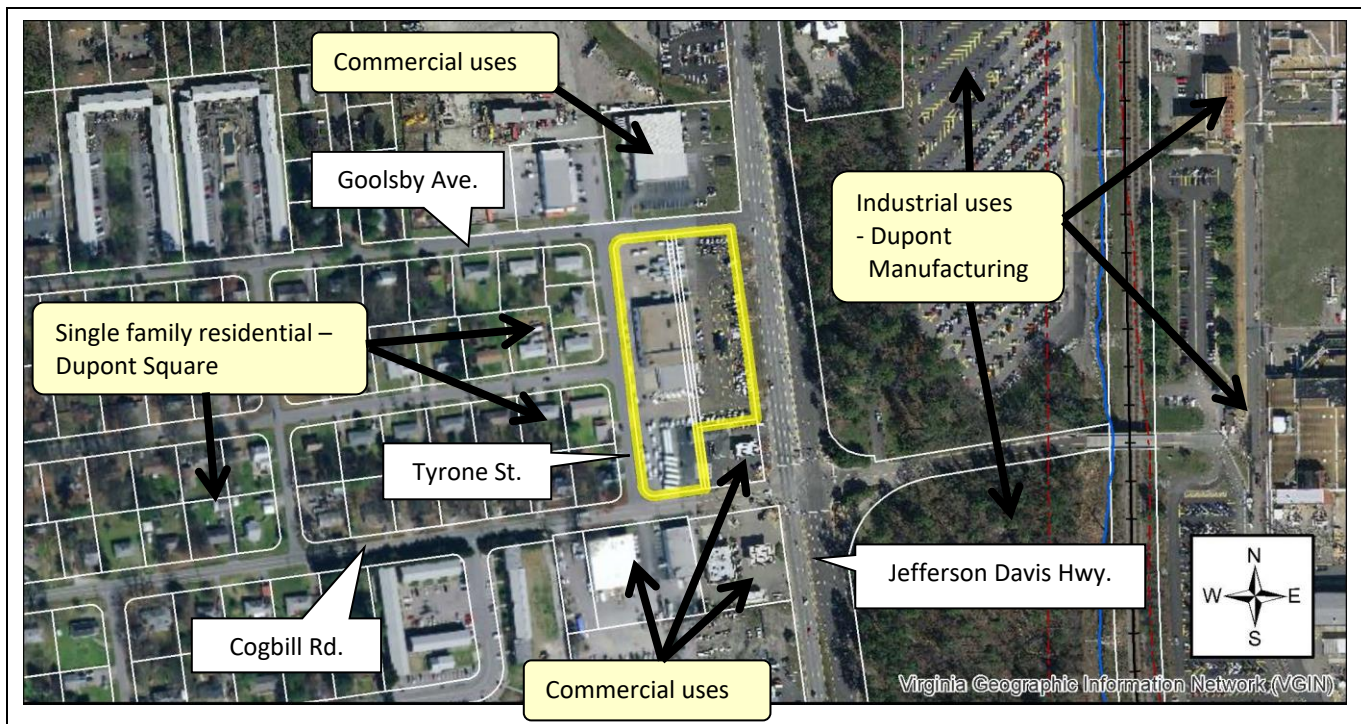 Commercial uses
Goolsby Ave.
Industrial uses
- Dupont
Manufacturing
Single family residential –
Dupont Square
Tyrone St.
Jefferson Davis Hwy.
Cogbill Rd.
Commercial uses
N
W E
S
Virginia Geographic Information Network (VGIN)